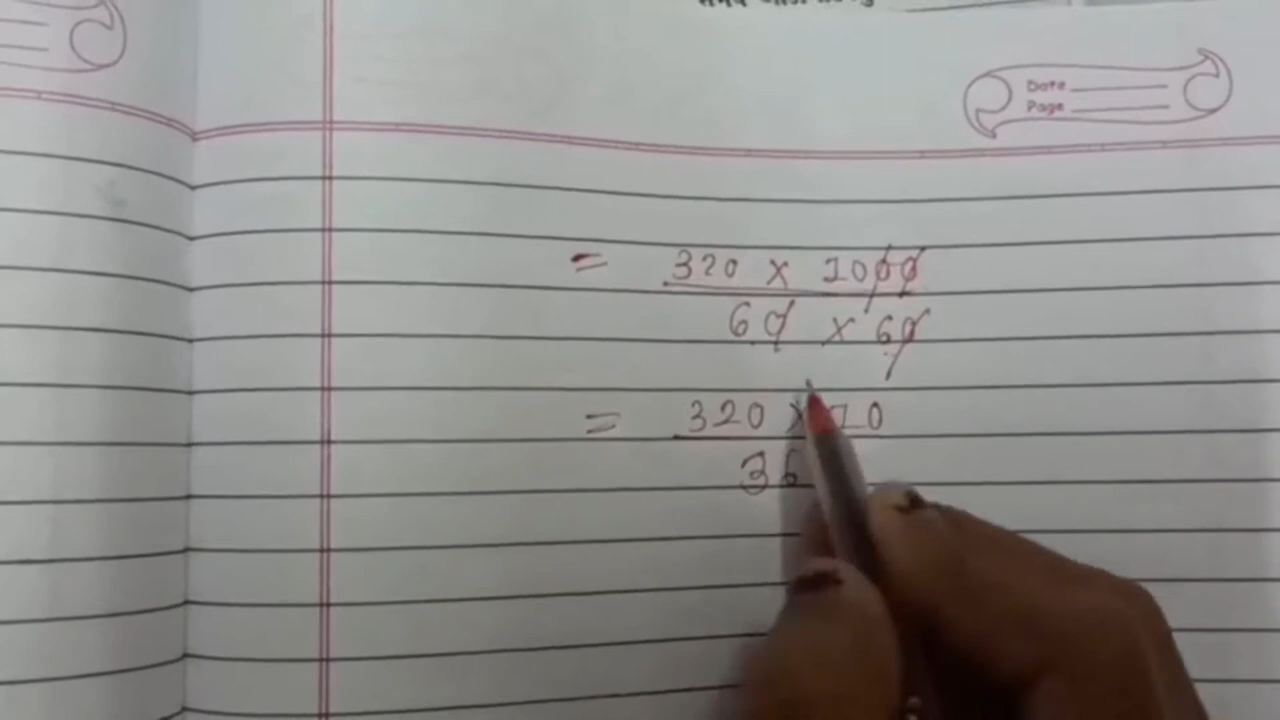 Date
Page
= 320 x 1000
60 x 60
= 320 x 10
36